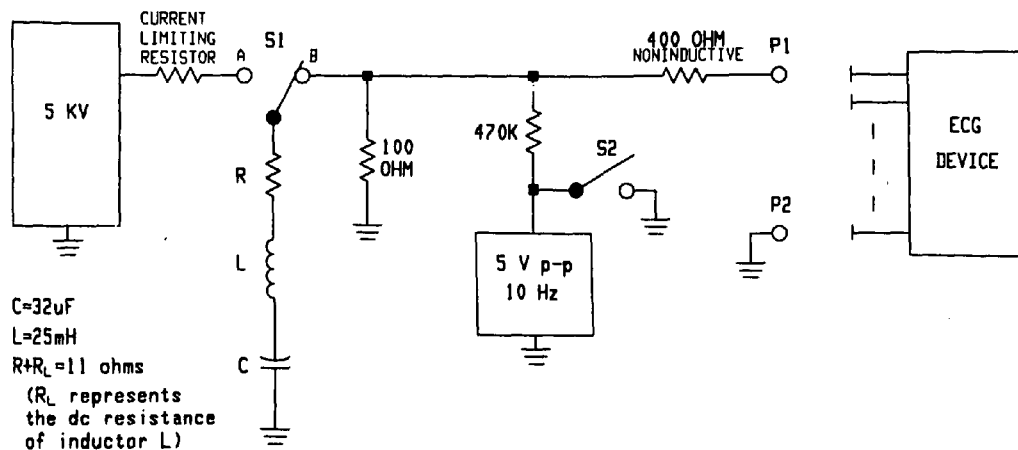 CURRENT
LIMITING
RESISTOR
S1
A
B
400 OHM
NONINDUCTIVE
P1
5 KV
ECG
DEVICE
470K
S2
100
OHM
R
P2
L
5 V p-p
10 Hz
C=32uF
L=25mH
C
R+RL=11 ohms
(RL represents
the dc resistance
of inductor L)